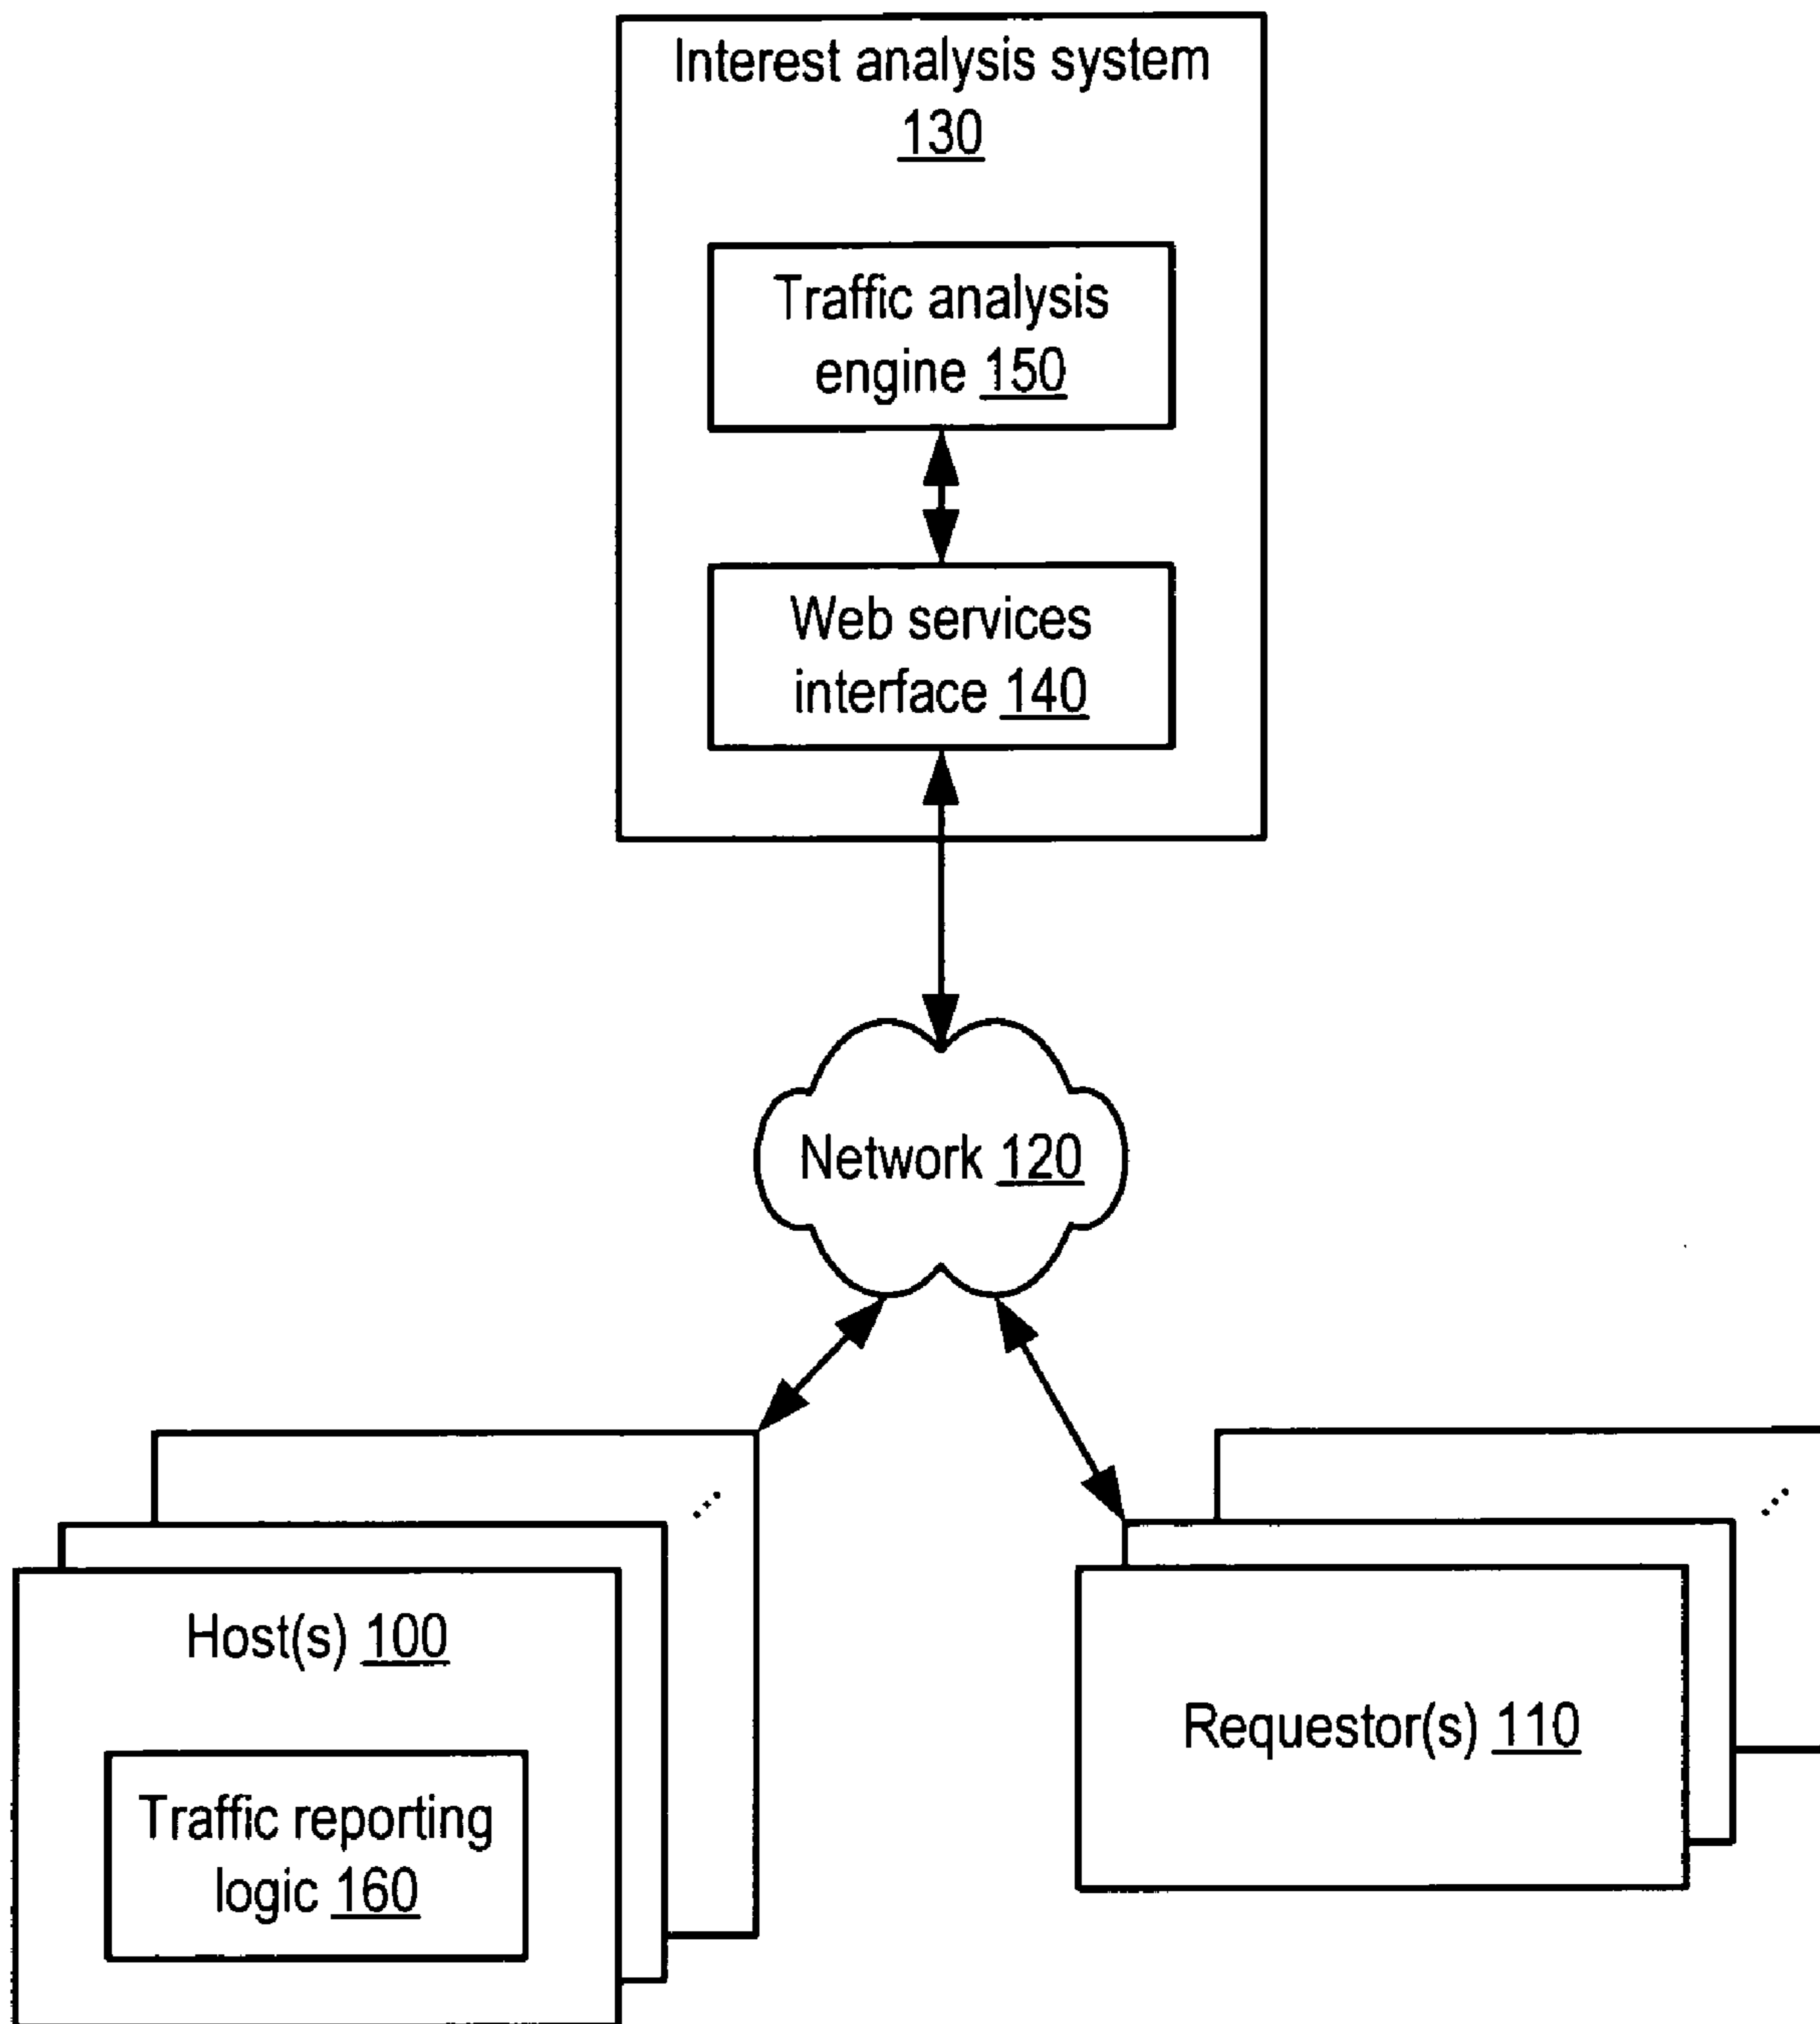 Interest analysis system
130
Traffic analysis
engine 150
Web services
interface 140
Network 120
Host(s) 100
Traffic reporting
logic 160
Requestor(s) 110